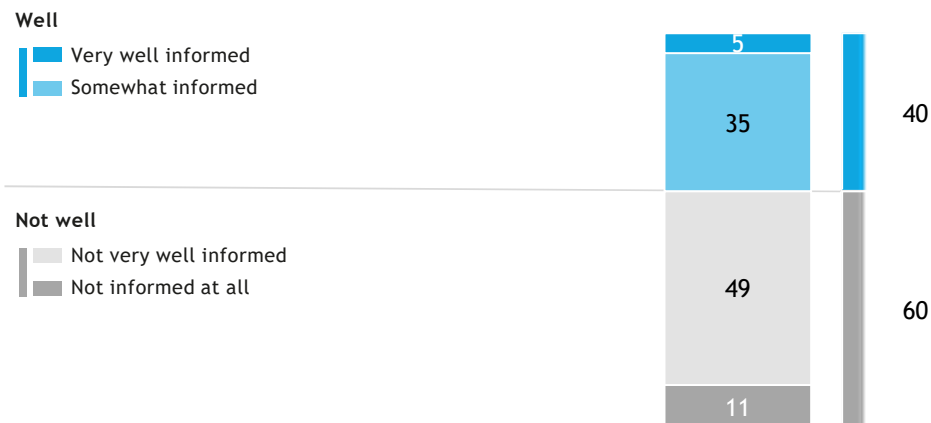 Well
Very well informed
Somewhat informed
5
35
40
Not well
Not very well informed
Not informed at all
49
60
11